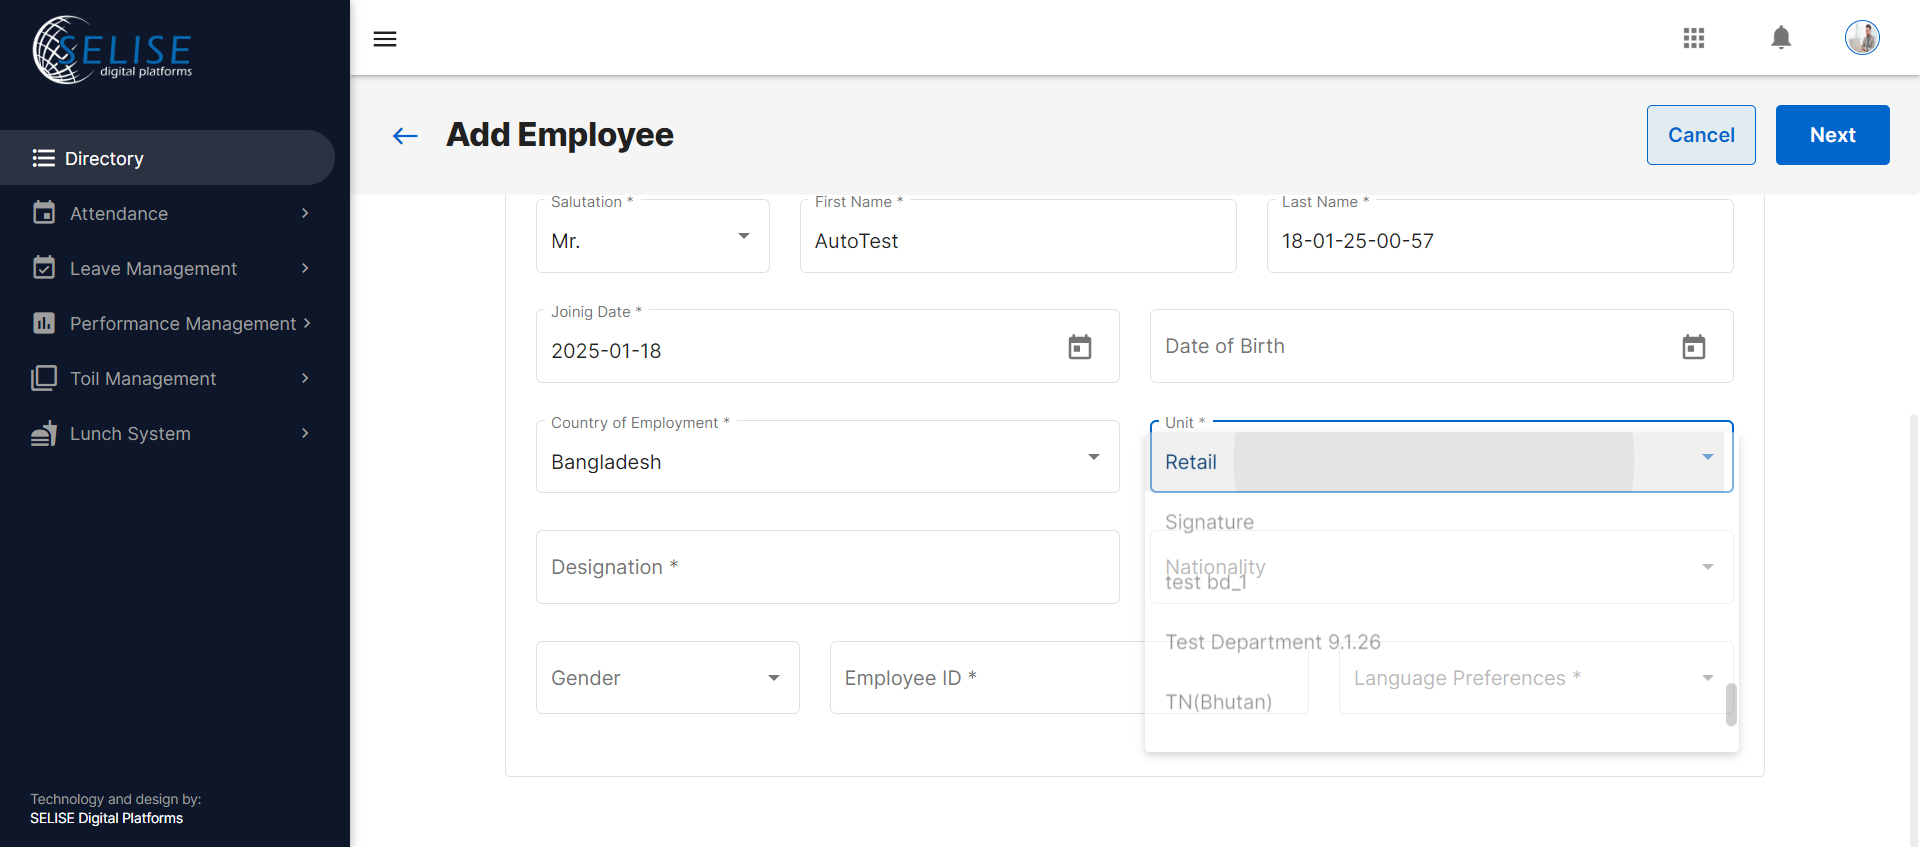 SELISE
digital platforms
Directory
Attendance
Leave Management
Performance Management
Toil Management
Lunch System
Technology and design by:
SELISE Digital Platforms
Add Employee
Cancel
Next
Salutation *
Mr.
First Name *
AutoTest
Last Name *
18-01-25-00-57
Joinig Date *
2025-01-18
Date of Birth
Country of Employment *
Bangladesh
Unit *
Retail
Signature
Designation *
Nationality
test bd_1
Test Department 9.1.26
Gender
Employee ID *
Language Preferences *
TN(Bhutan)